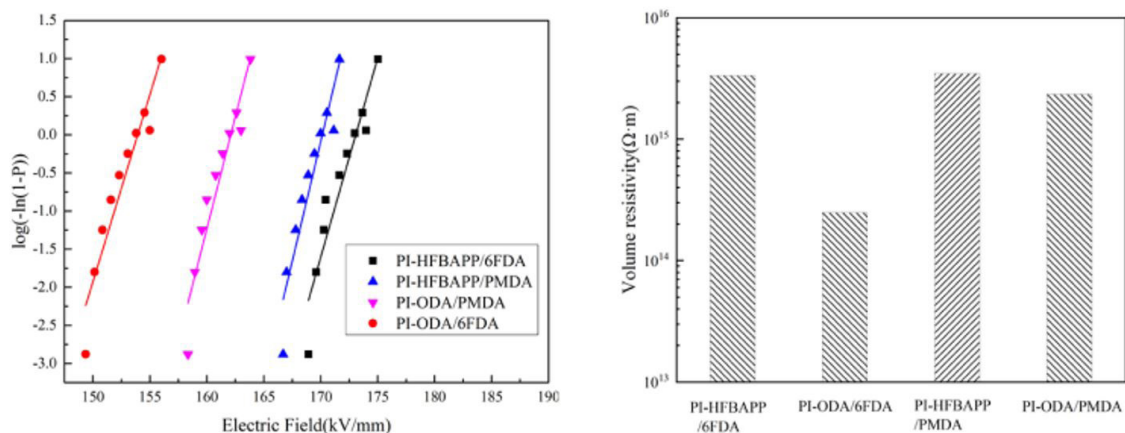 1.5
1.0
0.5
0.0
-0.5
-1.0
-1.5
-2.0
-2.5
-3.0
log(-ln(1-P))
PI-HFBAPP/6FDA
PI-HFBAPP/PMDA
PI-ODA/PMDA
PI-ODA/6FDA
150 155 160 165 170 175 180 185 190
Electric Field(kV/mm)
10^16
10^15
10^14
10^13
Volume resistivity(Ω·m)
PI-HFBAPP
/6FDA
PI-ODA/6FDA
PI-HFBAPP
/PMDA
PI-ODA/PMDA